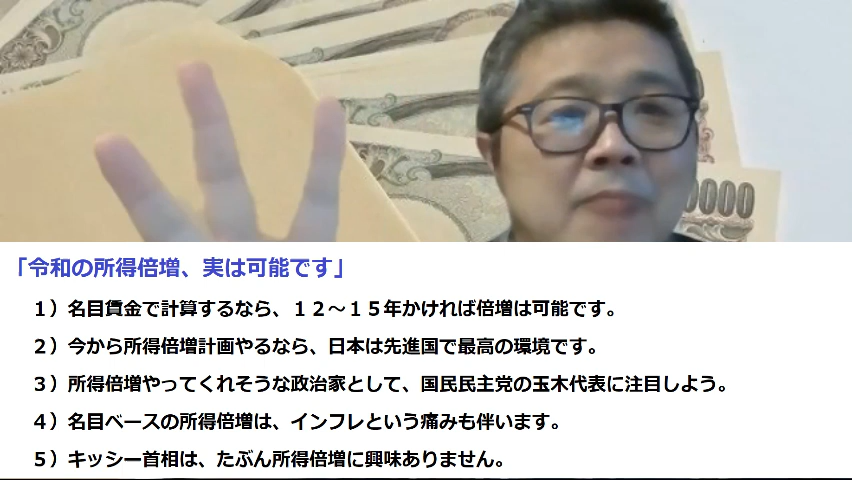 0000
「令和の所得倍増、実は可能です」
１）名目賃金で計算するなら、１２～１５年かければ倍増は可能です。
２）今から所得倍増計画やるなら、日本は先進国で最高の環境です。
３）所得倍増やってくれそうな政治家として、国民民主党の玉木代表に注目しよう。
４）名目ベースの所得倍増は、インフレという痛みも伴います。
５）キッシー首相は、たぶん所得倍増に興味ありません。